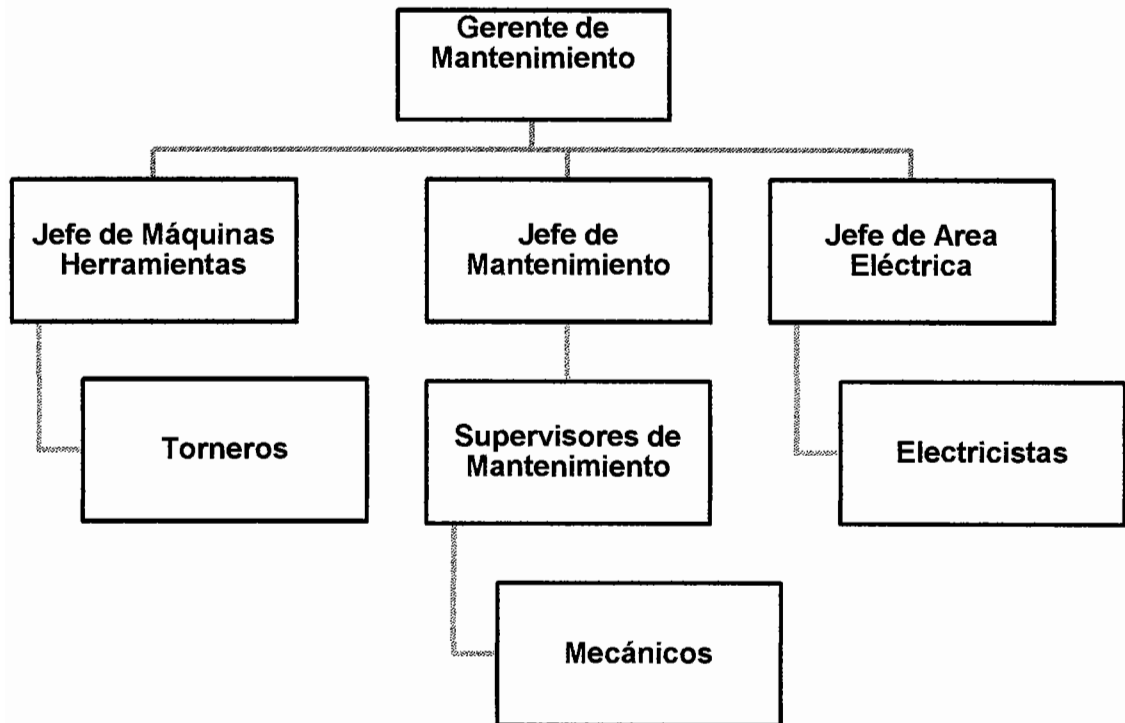 Gerente de
Mantenimiento
Jefe de Máquinas
Herramientas
Jefe de
Mantenimiento
Jefe de Area
Eléctrica
Torneros
Supervisores de
Mantenimiento
Electricistas
Mecánicos